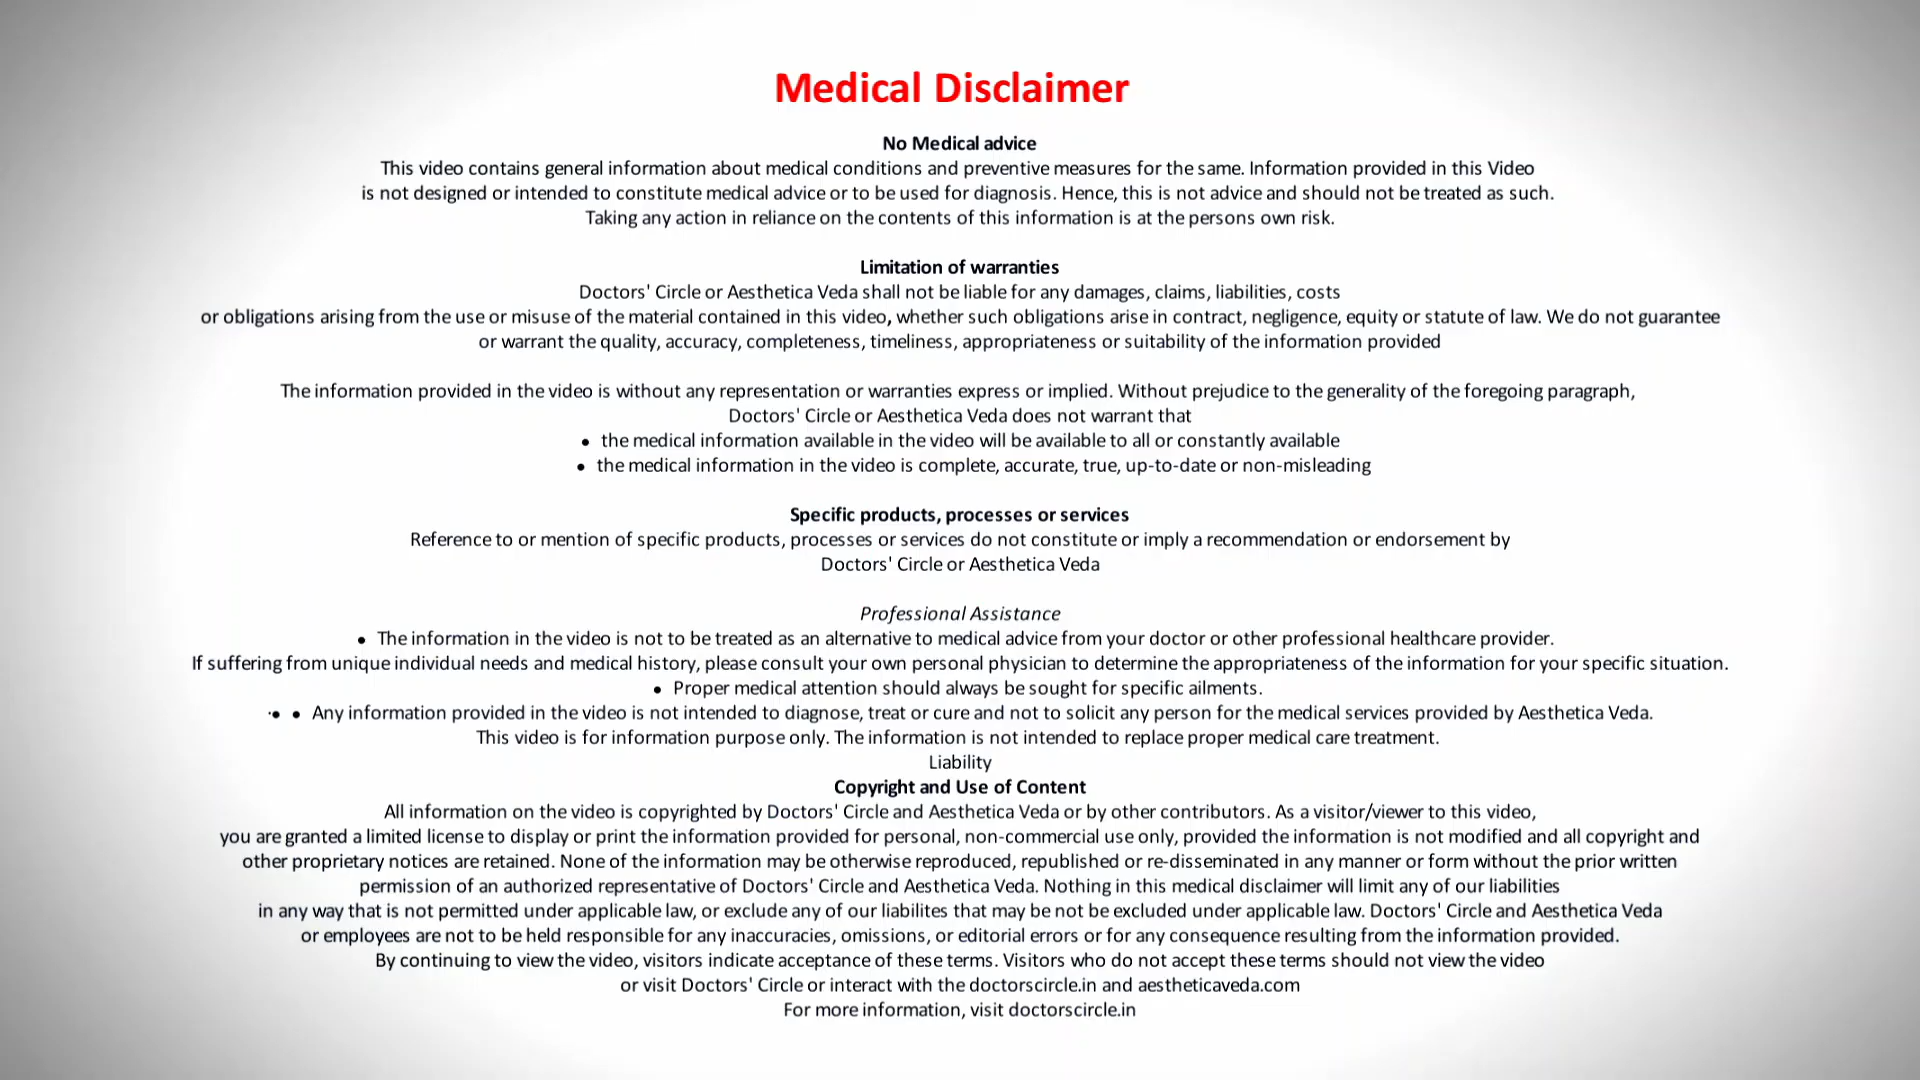 Medical Disclaimer
No Medical advice
This video contains general information about medical conditions and preventive measures for the same. Information provided in this Video
is not designed or intended to constitute medical advice or to be used for diagnosis. Hence, this is not advice and should not be treated as such.
Taking any action in reliance on the contents of this information is at the persons own risk.
Limitation of warranties
Doctors' Circle or Aesthetica Veda shall not be liable for any damages, claims, liabilities, costs
or obligations arising from the use or misuse of the material contained in this video, whether such obligations arise in contract, negligence, equity or statute of law. We do not guarantee
or warrant the quality, accuracy, completeness, timeliness, appropriateness or suitability of the information provided
The information provided in the video is without any representation or warranties express or implied. Without prejudice to the generality of the foregoing paragraph,
Doctors' Circle or Aesthetica Veda does not warrant that
• the medical information available in the video will be available to all or constantly available
• the medical information in the video is complete, accurate, true, up-to-date or non-misleading
Specific products, processes or services
Reference to or mention of specific products, processes or services do not constitute or imply a recommendation or endorsement by
Doctors' Circle or Aesthetica Veda
Professional Assistance
• The information in the video is not to be treated as an alternative to medical advice from your doctor or other professional healthcare provider.
If suffering from unique individual needs and medical history, please consult your own personal physician to determine the appropriateness of the information for your specific situation.
• Proper medical attention should always be sought for specific ailments.
·• • Any information provided in the video is not intended to diagnose, treat or cure and not to solicit any person for the medical services provided by Aesthetica Veda.
This video is for information purpose only. The information is not intended to replace proper medical care treatment.
Liability
Copyright and Use of Content
All information on the video is copyrighted by Doctors' Circle and Aesthetica Veda or by other contributors. As a visitor/viewer to this video,
you are granted a limited license to display or print the information provided for personal, non-commercial use only, provided the information is not modified and all copyright and
other proprietary notices are retained. None of the information may be otherwise reproduced, republished or re-disseminated in any manner or form without the prior written
permission of an authorized representative of Doctors' Circle and Aesthetica Veda. Nothing in this medical disclaimer will limit any of our liabilities
in any way that is not permitted under applicable law, or exclude any of our liabilites that may be not be excluded under applicable law. Doctors' Circle and Aesthetica Veda
or employees are not to be held responsible for any inaccuracies, omissions, or editorial errors or for any consequence resulting from the information provided.
By continuing to view the video, visitors indicate acceptance of these terms. Visitors who do not accept these terms should not view the video
or visit Doctors' Circle or interact with the doctorscircle.in and aestheticaveda.com
For more information, visit doctorscircle.in